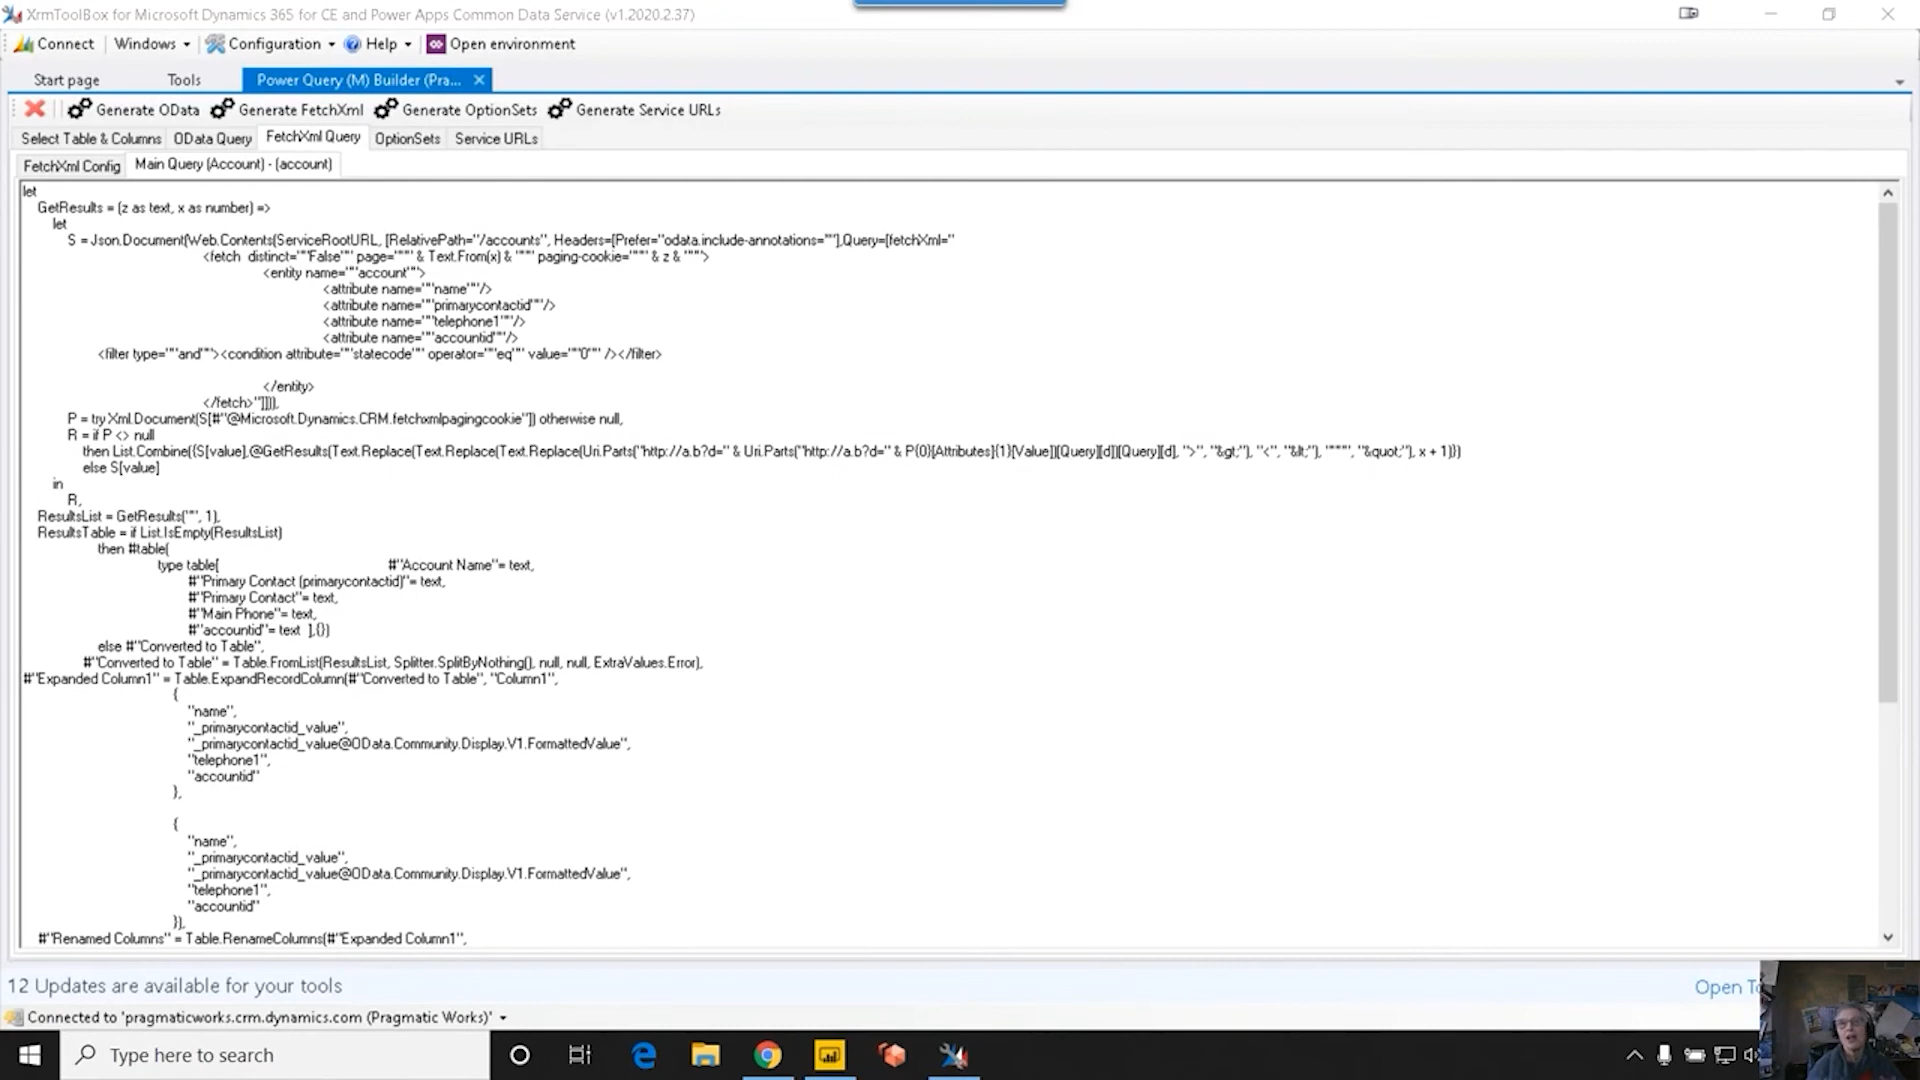 XrmToolBox for Microsoft Dynamics 365 for CE and Power Apps Common Data Service (v1.2020.2.37)
Connect Windows Configuration Help Open environment
Start page Tools Power Query (M) Builder (Pra...
Generate OData Generate FetchXml Generate OptionSets Generate Service URLs
Select Table & Columns OData Query FetchXml Query OptionSets Service URLs
FetchXml Config Main Query (Account) - (account)
let
GetResults = (z as text, x as number) =>
let
S = Json.Document(Web.Contents(ServiceRootURL, [RelativePath="/accounts", Headers=[Prefer="odata.include-annotations=*"],Query=[fetchXml="
<fetch distinct=""False"" page=""" & Text.From(x) & """ paging-cookie=""" & z & """>
<entity name=""account"">
<attribute name=""name""/>
<attribute name=""primarycontactid""/>
<attribute name=""telephone1""/>
<attribute name=""accountid""/>
<filter type=""and""><condition attribute=""statecode"" operator=""eq"" value=""0"" /></filter>
</entity>
</fetch>"]])),
P = try Xml.Document(S[#"@Microsoft.Dynamics.CRM.fetchxmlpagingcookie"]) otherwise null,
R = if P <> null
then List.Combine({S[value],@GetResults(Text.Replace(Text.Replace(Text.Replace(Uri.Parts("http://a.b?d=" & Uri.Parts("http://a.b?d=" & P{0}[Attributes]{1}[Value])[Query][d])[Query][d], ">", "&gt;"), "<", "&lt;"), """", "&quot;"), x + 1)})
else S[value]
in
R,
ResultsList = GetResults("", 1),
ResultsTable = if List.IsEmpty(ResultsList)
then #table(
type table[ #"Account Name"= text,
#"Primary Contact (primarycontactid)"= text,
#"Primary Contact"= text,
#"Main Phone"= text,
#"accountid"= text ],{})
else #"Converted to Table",
#"Converted to Table" = Table.FromList(ResultsList, Splitter.SplitByNothing(), null, null, ExtraValues.Error),
#"Expanded Column1" = Table.ExpandRecordColumn(#"Converted to Table", "Column1",
{
"name",
"_primarycontactid_value",
"_primarycontactid_value@OData.Community.Display.V1.FormattedValue",
"telephone1",
"accountid"
},
{
"name",
"_primarycontactid_value",
"_primarycontactid_value@OData.Community.Display.V1.FormattedValue",
"telephone1",
"accountid"
}),
#"Renamed Columns" = Table.RenameColumns(#"Expanded Column1",
12 Updates are available for your tools Open To
Connected to 'pragmaticworks.crm.dynamics.com (Pragmatic Works)'
Type here to search